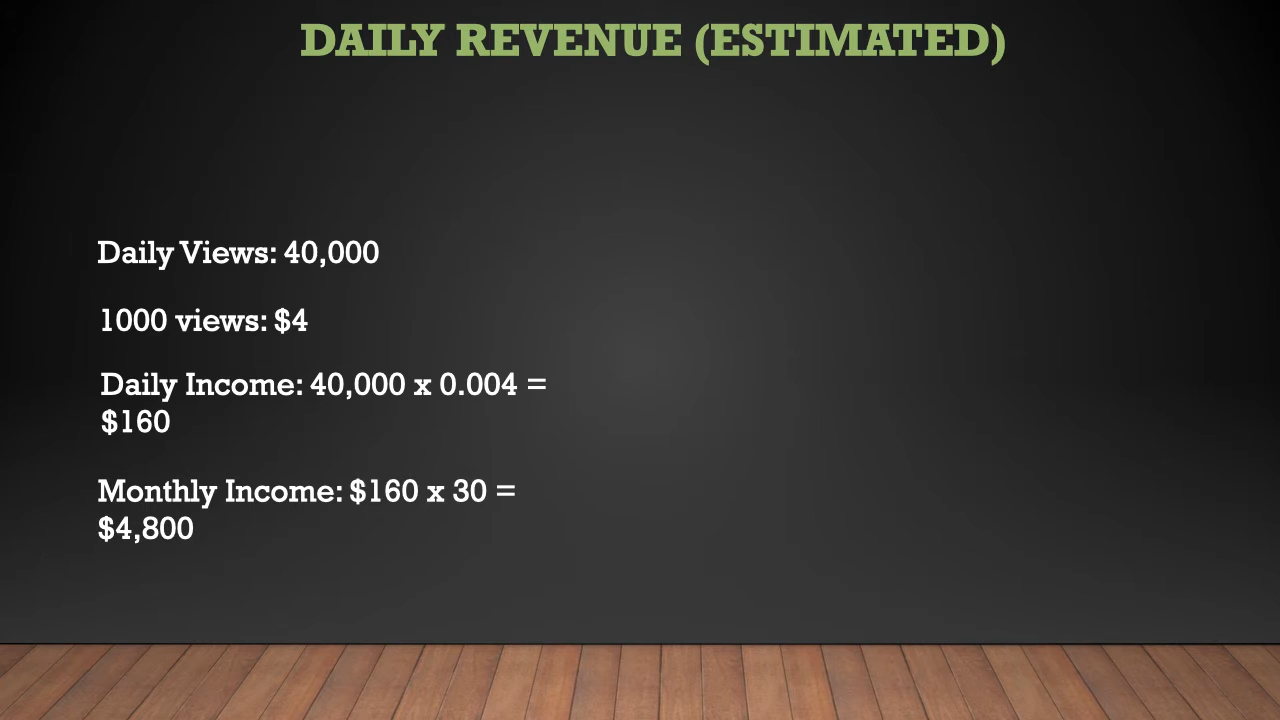 DAILY REVENUE (ESTIMATED)
Daily Views: 40,000
1000 views: $4
Daily Income: 40,000 x 0.004 =
$160
Monthly Income: $160 x 30 =
$4,800